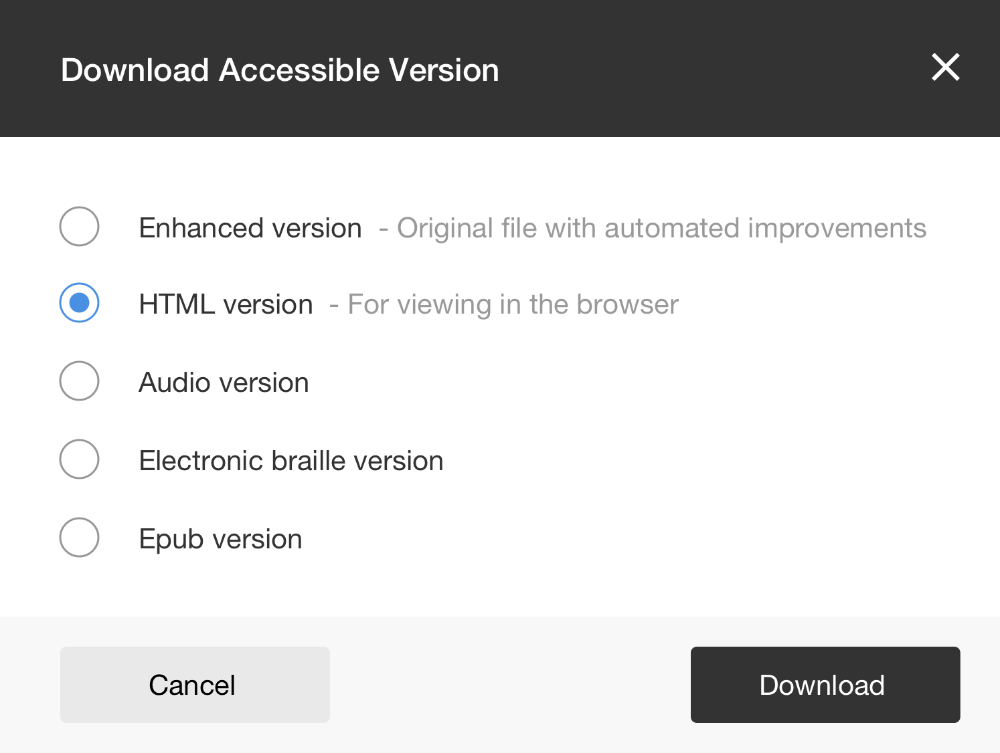 Download Accessible Version
Enhanced version - Original file with automated improvements
HTML version - For viewing in the browser
Audio version
Electronic braille version
Epub version
Cancel
Download